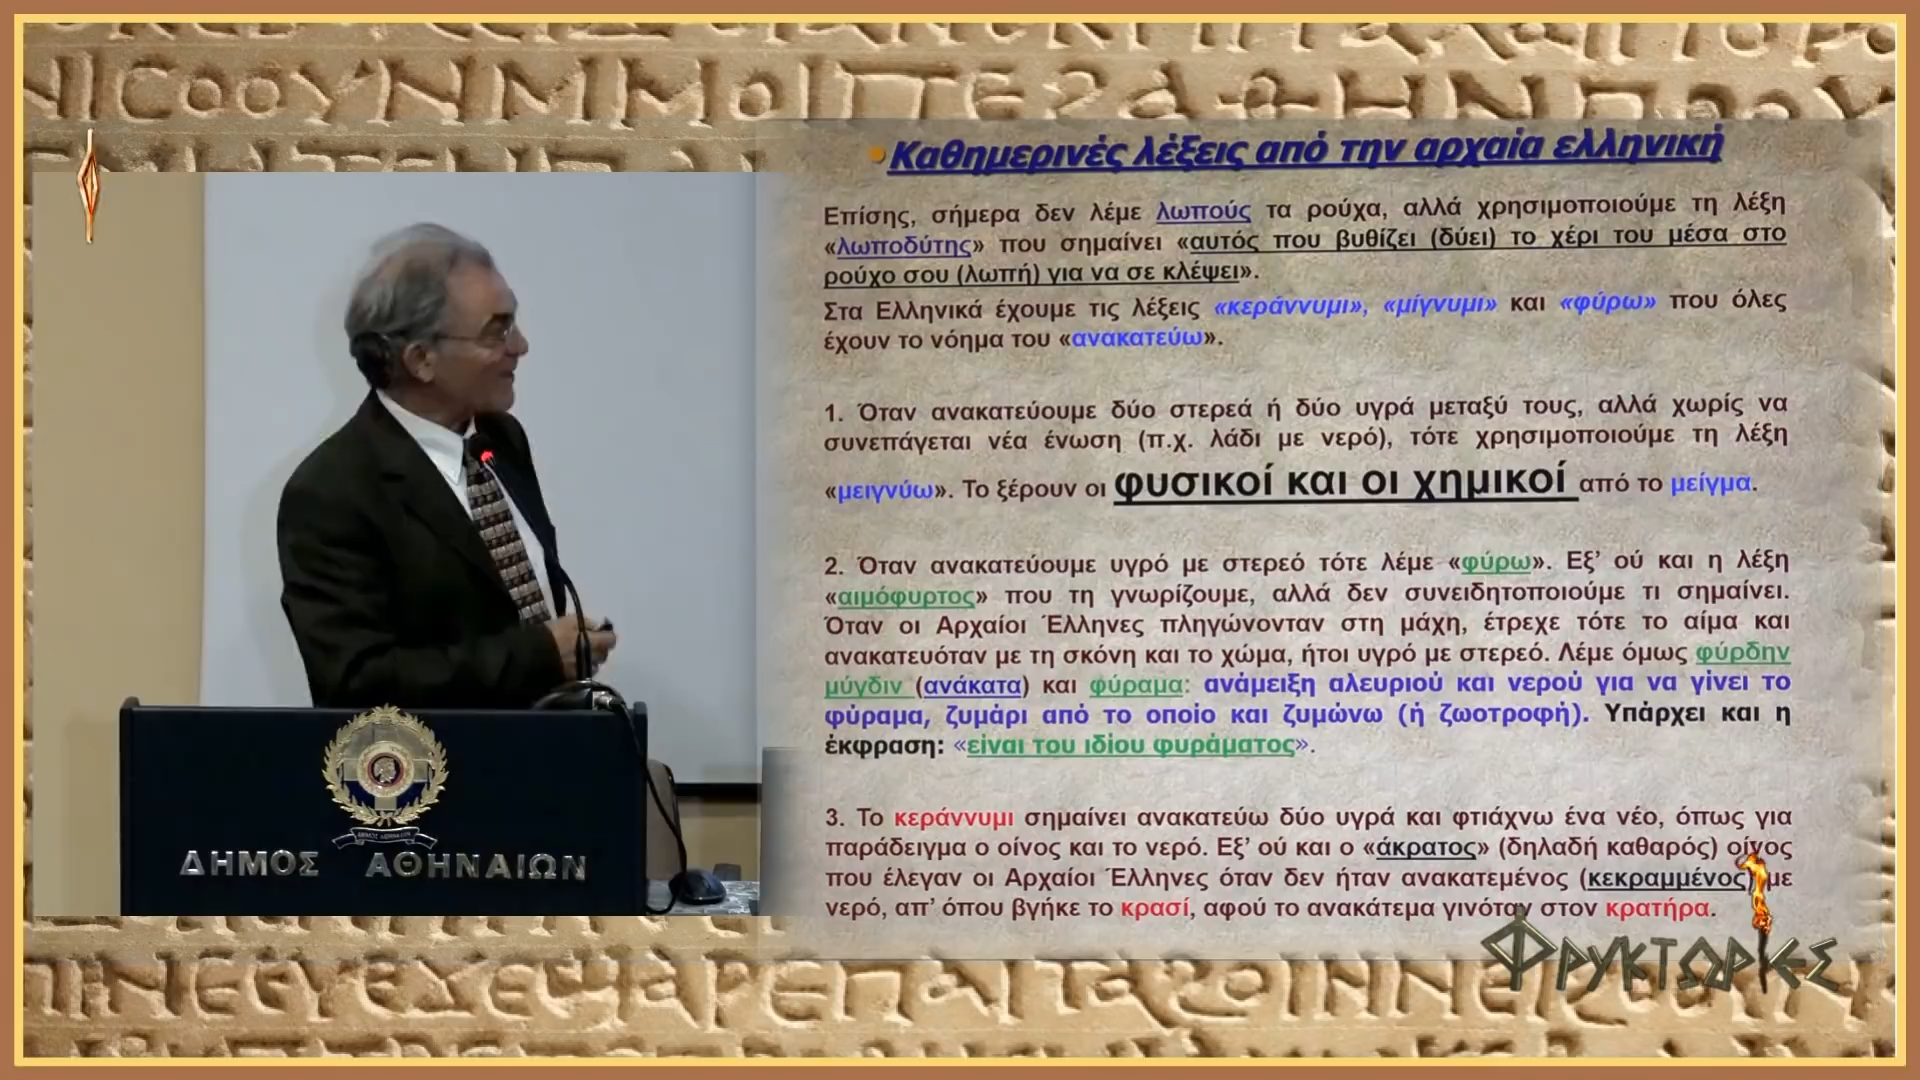 Καθημερινές λέξεις από την αρχαία ελληνική
Επίσης, σήμερα δεν λέμε λωπούς τα ρούχα, αλλά χρησιμοποιούμε τη λέξη
«λωποδύτης» που σημαίνει «αυτός που βυθίζει (δύει) το χέρι του μέσα στο
ρούχο σου (λωπή) για να σε κλέψει».
Στα Ελληνικά έχουμε τις λέξεις «κεράννυμι», «μίγνυμι» και «φύρω» που όλες
έχουν το νόημα του «ανακατεύω».
1. Όταν ανακατεύουμε δύο στερεά ή δύο υγρά μεταξύ τους, αλλά χωρίς να
συνεπάγεται νέα ένωση (π.χ. λάδι με νερό), τότε χρησιμοποιούμε τη λέξη
«μειγνύω». Το ξέρουν οι φυσικοί και οι χημικοί από το μείγμα.
2. Όταν ανακατεύουμε υγρό με στερεό τότε λέμε «φύρω». Εξ’ ού και η λέξη
«αιμόφυρτος» που τη γνωρίζουμε, αλλά δεν συνειδητοποιούμε τι σημαίνει.
Όταν οι Αρχαίοι Έλληνες πληγώνονταν στη μάχη, έτρεχε τότε το αίμα και
ανακατευόταν με τη σκόνη και το χώμα, ήτοι υγρό με στερεό. Λέμε όμως φύρδην
μύγδιν (ανάκατα) και φύραμα: ανάμειξη αλευριού και νερού για να γίνει το
φύραμα, ζυμάρι από το οποίο και ζυμώνω (ή ζωοτροφή). Υπάρχει και η
έκφραση: «είναι του ιδίου φυράματος».
3. Το κεράννυμι σημαίνει ανακατεύω δύο υγρά και φτιάχνω ένα νέο, όπως για
παράδειγμα ο οίνος και το νερό. Εξ’ ού και ο «άκρατος» (δηλαδή καθαρός) οίνος
που έλεγαν οι Αρχαίοι Έλληνες όταν δεν ήταν ανακατεμένος (κεκραμμένος) με
νερό, απ’ όπου βγήκε το κρασί, αφού το ανακάτεμα γινόταν στον κρατήρα.
ΔΗΜΟΣ ΑΘΗΝΑΙΩΝ
ΦΡΥΚΤΩΡΙΕΣ